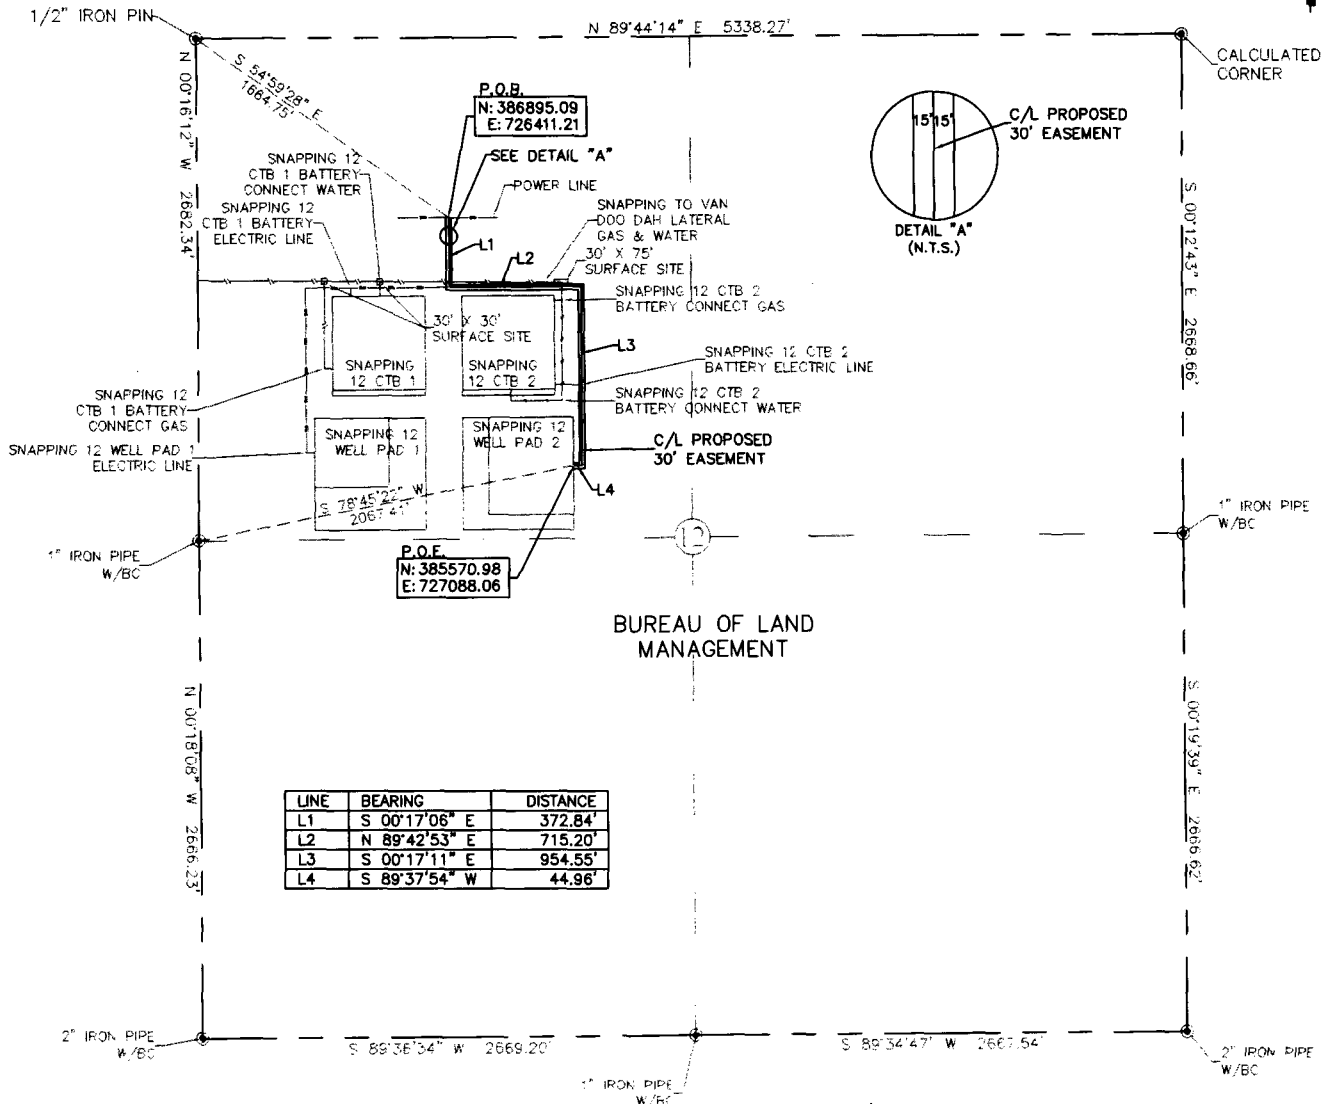 1/2" IRON PIN
N 89°44'14" E 5338.27'
CALCULATED
CORNER
N 00°16'12" W 2682.34'
S 54°59'28" E
1664.75'
P.O.B.
N: 386895.09
E: 726411.21
SEE DETAIL "A"
POWER LINE
15' 15'
C/L PROPOSED
30' EASEMENT
DETAIL "A"
(N.T.S.)
S 00°12'43" E 2668.66'
SNAPPING 12
CTB 1 BATTERY
CONNECT WATER
SNAPPING 12
CTB 1 BATTERY
ELECTRIC LINE
SNAPPING TO VAN
DOO DAH LATERAL
GAS & WATER
30' X 75'
SURFACE SITE
L1
L2
SNAPPING 12 CTB 2
BATTERY CONNECT GAS
30' X 30'
SURFACE SITE
L3
SNAPPING 12 CTB 2
BATTERY ELECTRIC LINE
SNAPPING
12 CTB 1
SNAPPING
12 CTB 2
SNAPPING 12 CTB 2
BATTERY CONNECT WATER
SNAPPING 12
CTB 1 BATTERY
CONNECT GAS
SNAPPING 12 WELL PAD 1
ELECTRIC LINE
SNAPPING 12
WELL PAD 1
SNAPPING 12
WELL PAD 2
C/L PROPOSED
30' EASEMENT
L4
S 78°45'22" W
2067.41'
1" IRON PIPE
W/BC
12
1" IRON PIPE
W/BC
P.O.E.
N: 385570.98
E: 727088.06
BUREAU OF LAND
MANAGEMENT
N 00°18'08" W 2666.23'
S 00°19'39" E 2666.62'
LINE BEARING DISTANCE
L1 S 00°17'06" E 372.84'
L2 N 89°42'53" E 715.20'
L3 S 00°17'11" E 954.55'
L4 S 89°37'54" W 44.96'
2" IRON PIPE
W/BC
S 89°36'34" W 2669.20'
S 89°34'47" W 2667.54'
2" IRON PIPE
W/BC
1" IRON PIPE
W/BC